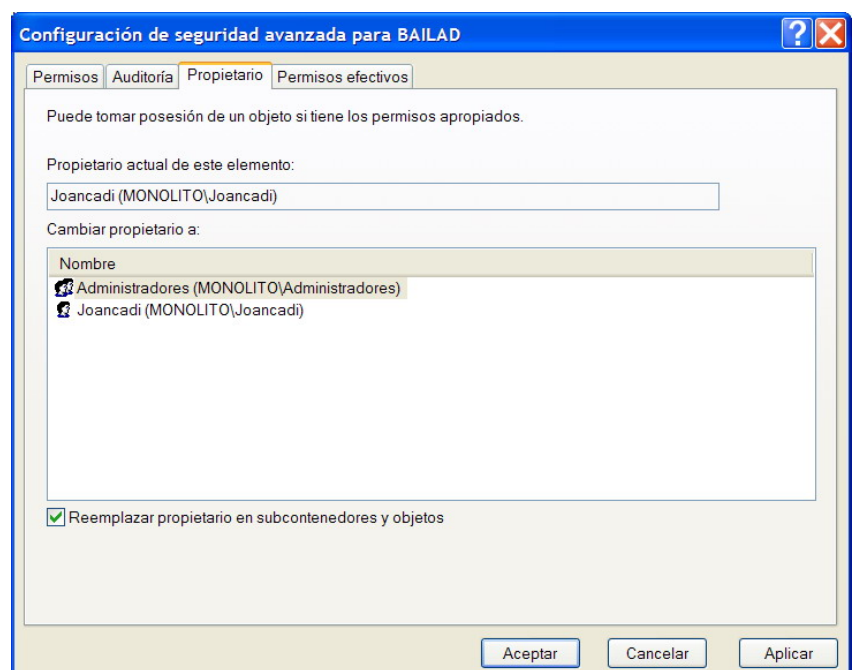 Configuración de seguridad avanzada para BAILAD
Permisos Auditoría Propietario Permisos efectivos
Puede tomar posesión de un objeto si tiene los permisos apropiados.
Propietario actual de este elemento:
Joancadi (MONOLITO\Joancadi)
Cambiar propietario a:
Nombre
Administradores (MONOLITO\Administradores)
Joancadi (MONOLITO\Joancadi)
Reemplazar propietario en subcontenedores y objetos
Aceptar Cancelar Aplicar